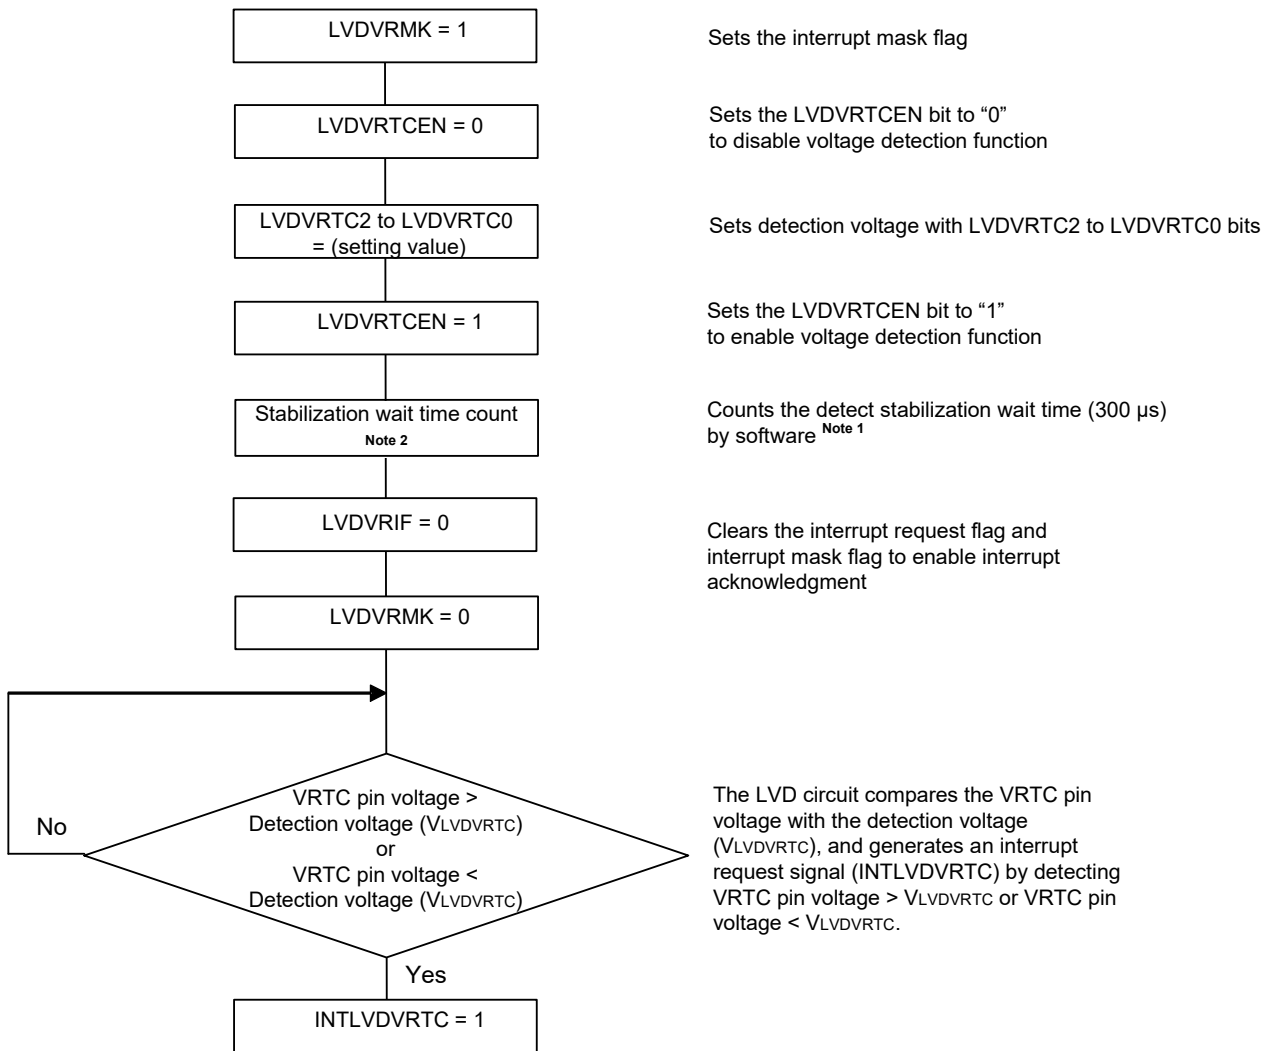 LVDVRMK = 1
Sets the interrupt mask flag
LVDVRTCEN = 0
Sets the LVDVRTCEN bit to “0”
to disable voltage detection function
LVDVRTC2 to LVDVRTC0
= (setting value)
Sets detection voltage with LVDVRTC2 to LVDVRTC0 bits
LVDVRTCEN = 1
Sets the LVDVRTCEN bit to “1”
to enable voltage detection function
Stabilization wait time count
Note 2
Counts the detect stabilization wait time (300 µs)
by software Note 1
LVDVRIF = 0
Clears the interrupt request flag and
interrupt mask flag to enable interrupt
acknowledgment
LVDVRMK = 0
No
VRTC pin voltage >
Detection voltage (VLVDVRTC)
or
VRTC pin voltage <
Detection voltage (VLVDVRTC)
The LVD circuit compares the VRTC pin
voltage with the detection voltage
(VLVDVRTC), and generates an interrupt
request signal (INTLVDVRTC) by detecting
VRTC pin voltage > VLVDVRTC or VRTC pin
voltage < VLVDVRTC.
Yes
INTLVDVRTC = 1